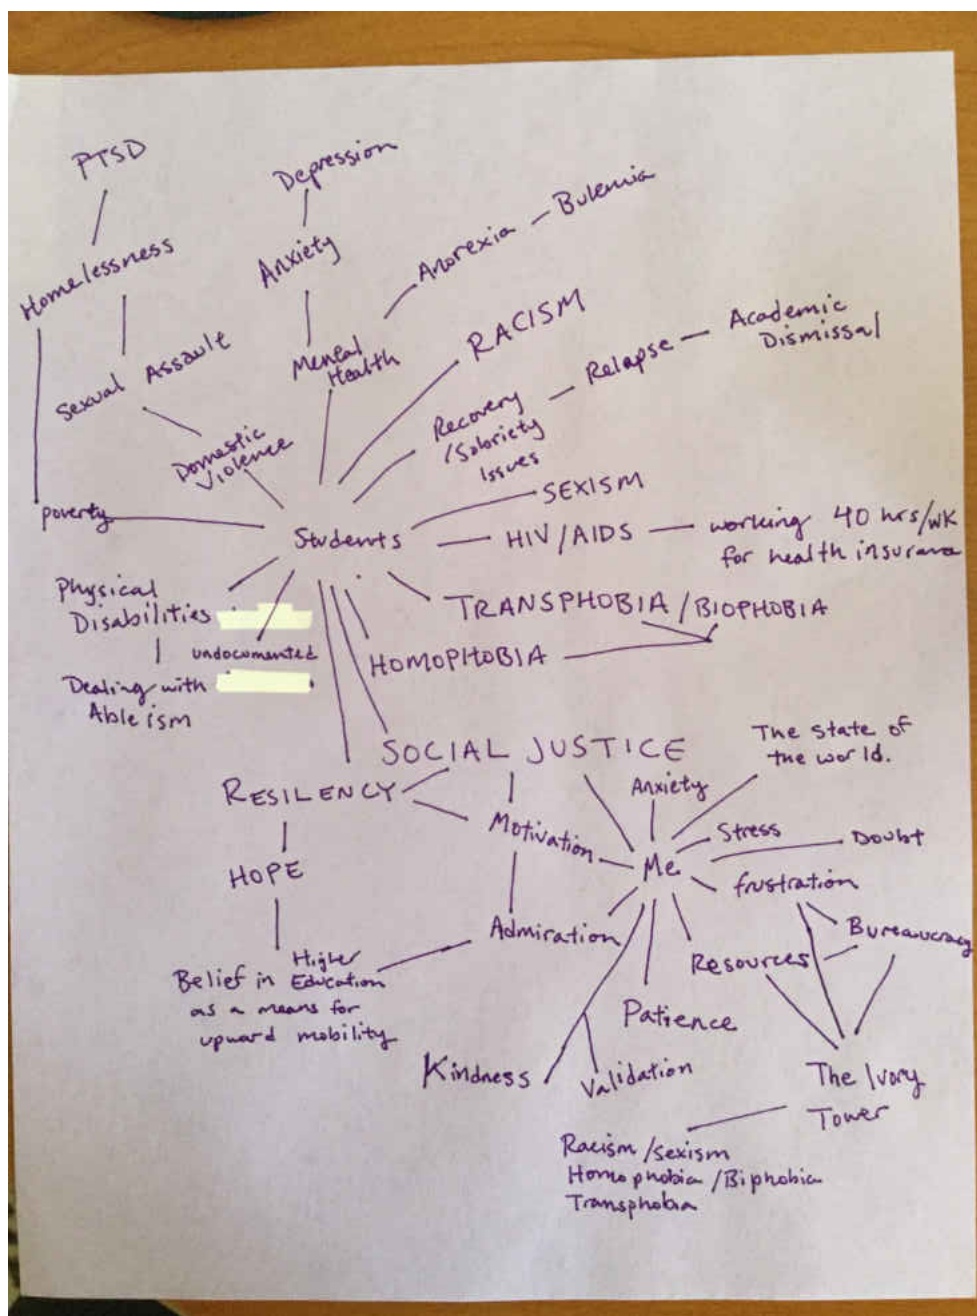 PTSD
Depression
Homelessness
Anxiety
Anorexia - Bulemia
Sexual Assault
Mental
Health
RACISM
Recovery
/Sobriety
Issues
Relapse
Academic
Dismissal
Domestic
Violence
poverty
Students
SEXISM
HIV/AIDS
working 40 hrs/wk
for health insurance
Physical
Disabilities
undocumented
Dealing with
Ableism
TRANSPHOBIA/BIOPHOBIA
HOMOPHOBIA
SOCIAL JUSTICE
RESILENCY
The state of
the world.
Anxiety
Motivation
Stress
Doubt
Me
frustration
HOPE
Admiration
Resources
Bureaucracy
Belief in Higher
Education
as a means for
upward mobility
Patience
Kindness
Validation
The Ivory
Tower
Racism/sexism
Homophobia/Biphobia
Transphobia